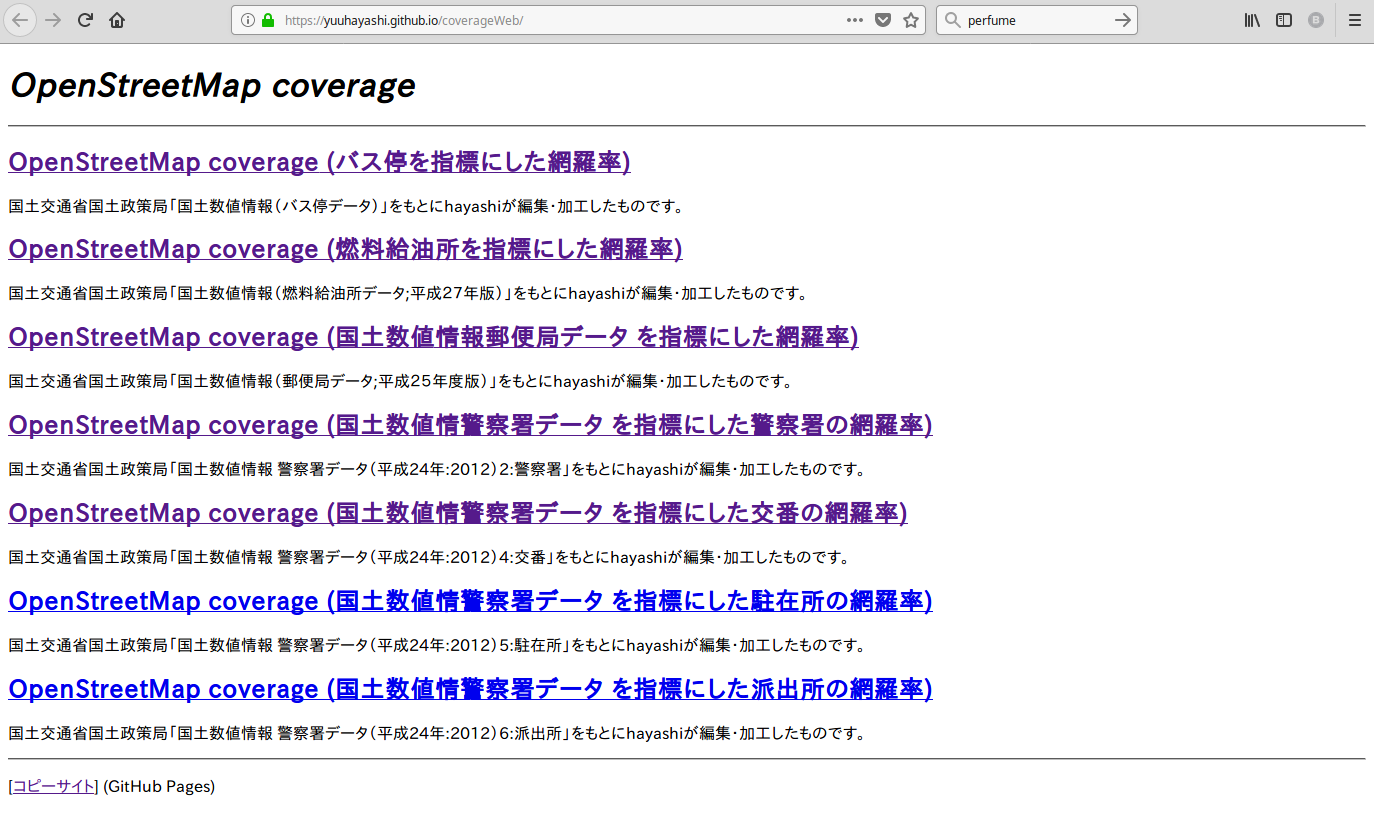 https://yuuhayashi.github.io/coverageWeb/
perfume
OpenStreetMap coverage
OpenStreetMap coverage (バス停を指標にした網羅率)
国土交通省国土政策局「国土数値情報(バス停データ)」をもとにhayashiが編集・加工したものです。
OpenStreetMap coverage (燃料給油所を指標にした網羅率)
国土交通省国土政策局「国土数値情報(燃料給油所データ;平成27年版)」をもとにhayashiが編集・加工したものです。
OpenStreetMap coverage (国土数値情報郵便局データ を指標にした網羅率)
国土交通省国土政策局「国土数値情報(郵便局データ;平成25年度版)」をもとにhayashiが編集・加工したものです。
OpenStreetMap coverage (国土数値情警察署データ を指標にした警察署の網羅率)
国土交通省国土政策局「国土数値情報 警察署データ(平成24年:2012)2:警察署」をもとにhayashiが編集・加工したものです。
OpenStreetMap coverage (国土数値情警察署データ を指標にした交番の網羅率)
国土交通省国土政策局「国土数値情報 警察署データ(平成24年:2012)4:交番」をもとにhayashiが編集・加工したものです。
OpenStreetMap coverage (国土数値情警察署データ を指標にした駐在所の網羅率)
国土交通省国土政策局「国土数値情報 警察署データ(平成24年:2012)5:駐在所」をもとにhayashiが編集・加工したものです。
OpenStreetMap coverage (国土数値情警察署データ を指標にした派出所の網羅率)
国土交通省国土政策局「国土数値情報 警察署データ(平成24年:2012)6:派出所」をもとにhayashiが編集・加工したものです。
[コピーサイト] (GitHub Pages)